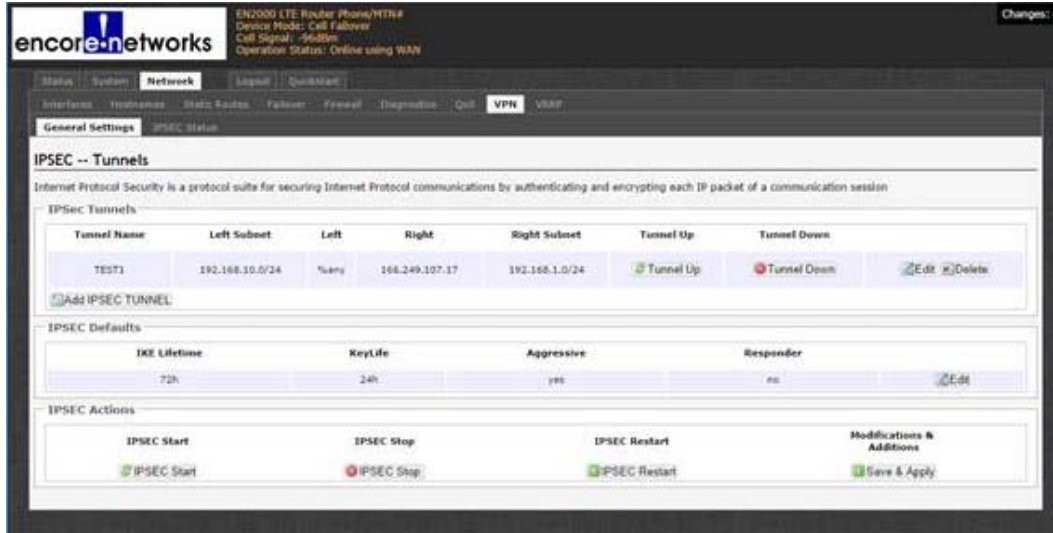 encore!networks
EN2000 LTE Router Phone/MTN#
Device Mode: Cell Failover
Cell Signal: -96dBm
Operation Status: Online using WAN
Changes:
Status System Network Logout Quickstart
Interfaces Hostnames Static Routes Failover Firewall Diagnostics QoS VPN VRRP
General Settings IPSEC Status
IPSEC -- Tunnels
Internet Protocol Security is a protocol suite for securing Internet Protocol communications by authenticating and encrypting each IP packet of a communication session
IPSec Tunnels
Tunnel Name Left Subnet Left Right Right Subnet Tunnel Up Tunnel Down
TEST1 192.168.10.0/24 %any 166.249.107.17 192.168.1.0/24 Tunnel Up Tunnel Down Edit Delete
Add IPSEC TUNNEL
IPSEC Defaults
IKE Lifetime KeyLife Aggressive Responder
72h 24h yes no Edit
IPSEC Actions
IPSEC Start IPSEC Stop IPSEC Restart Modifications & Additions
IPSEC Start IPSEC Stop IPSEC Restart Save & Apply